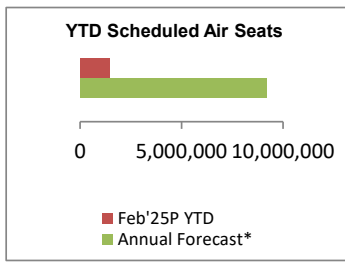 YTD Scheduled Air Seats
0 5,000,000 10,000,000
Feb'25P YTD
Annual Forecast*